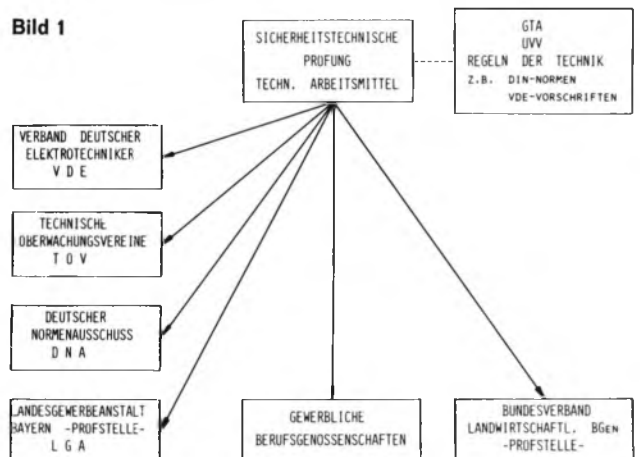 Bild 1
SICHERHEITSTECHNISCHE
PRÜFUNG
TECHN. ARBEITSMITTEL
GTA
UVV
REGELN DER TECHNIK
Z.B. DIN-NORMEN
VDE-VORSCHRIFTEN
VERBAND DEUTSCHER
ELEKTROTECHNIKER
V D E
TECHNISCHE
ÜBERWACHUNGSVEREINE
T Ü V
DEUTSCHER
NORMENAUSSCHUSS
D N A
LANDESGEWERBEANSTALT
BAYERN -PRÜFSTELLE-
L G A
GEWERBLICHE
BERUFSGENOSSENSCHAFTEN
BUNDESVERBAND
LANDWIRTSCHAFTL. BGEN
-PRÜFSTELLE-